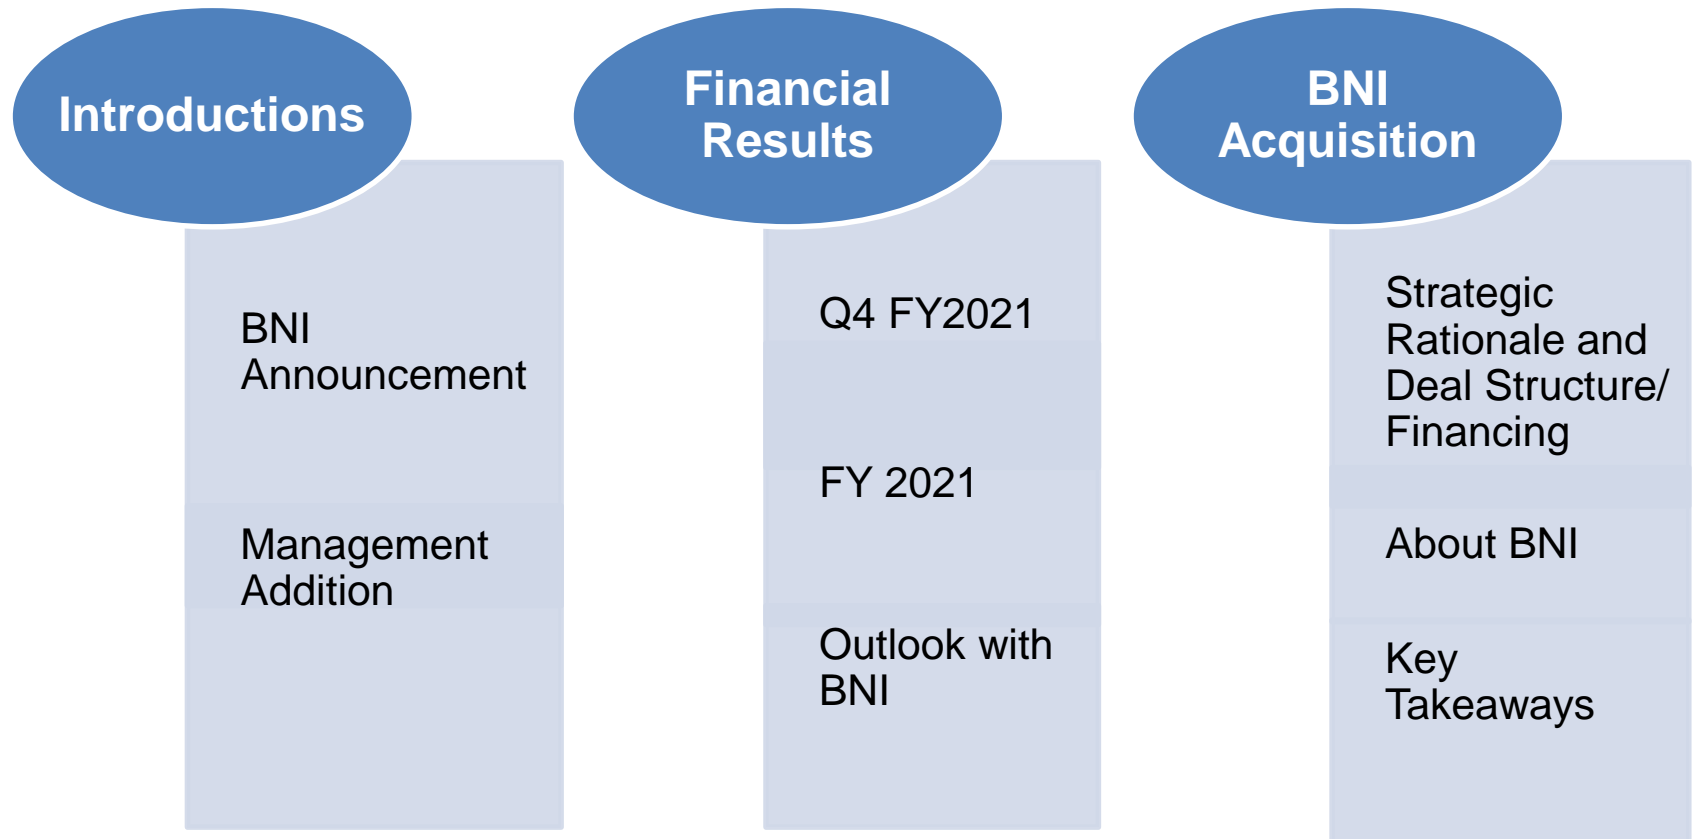 Introductions
BNI
Announcement
Management
Addition
Financial
Results
Q4 FY2021
FY 2021
Outlook with
BNI
BNI
Acquisition
Strategic
Rationale and
Deal Structure/
Financing
About BNI
Key
Takeaways